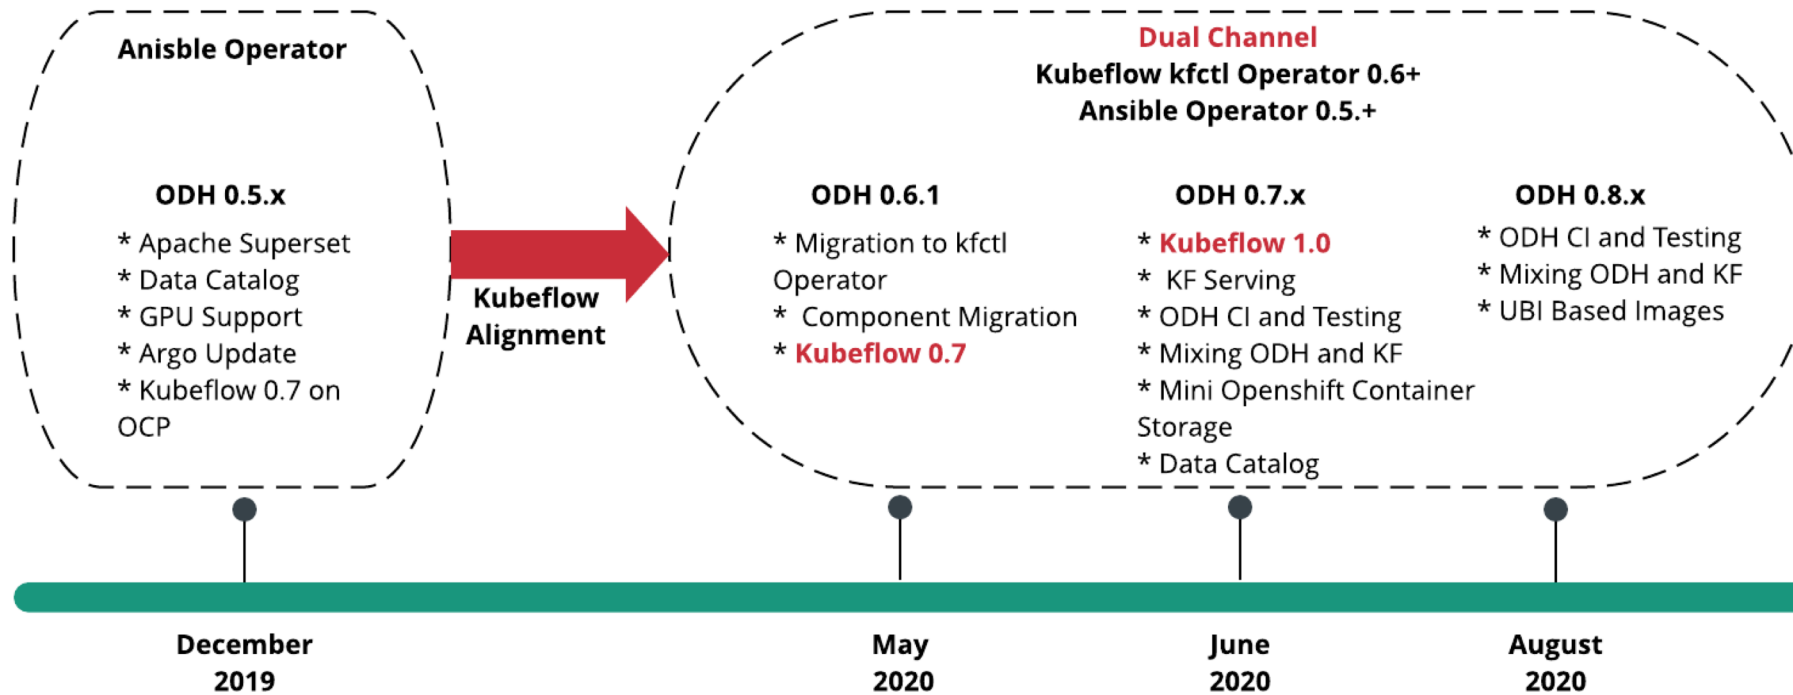 Anisble Operator
ODH 0.5.x
* Apache Superset
* Data Catalog
* GPU Support
* Argo Update
* Kubeflow 0.7 on
OCP
Kubeflow
Alignment
Dual Channel
Kubeflow kfctl Operator 0.6+
Ansible Operator 0.5.+
ODH 0.6.1
* Migration to kfctl
Operator
* Component Migration
* Kubeflow 0.7
ODH 0.7.x
* Kubeflow 1.0
* KF Serving
* ODH CI and Testing
* Mixing ODH and KF
* Mini Openshift Container
Storage
* Data Catalog
ODH 0.8.x
* ODH CI and Testing
* Mixing ODH and KF
* UBI Based Images
December
2019
May
2020
June
2020
August
2020